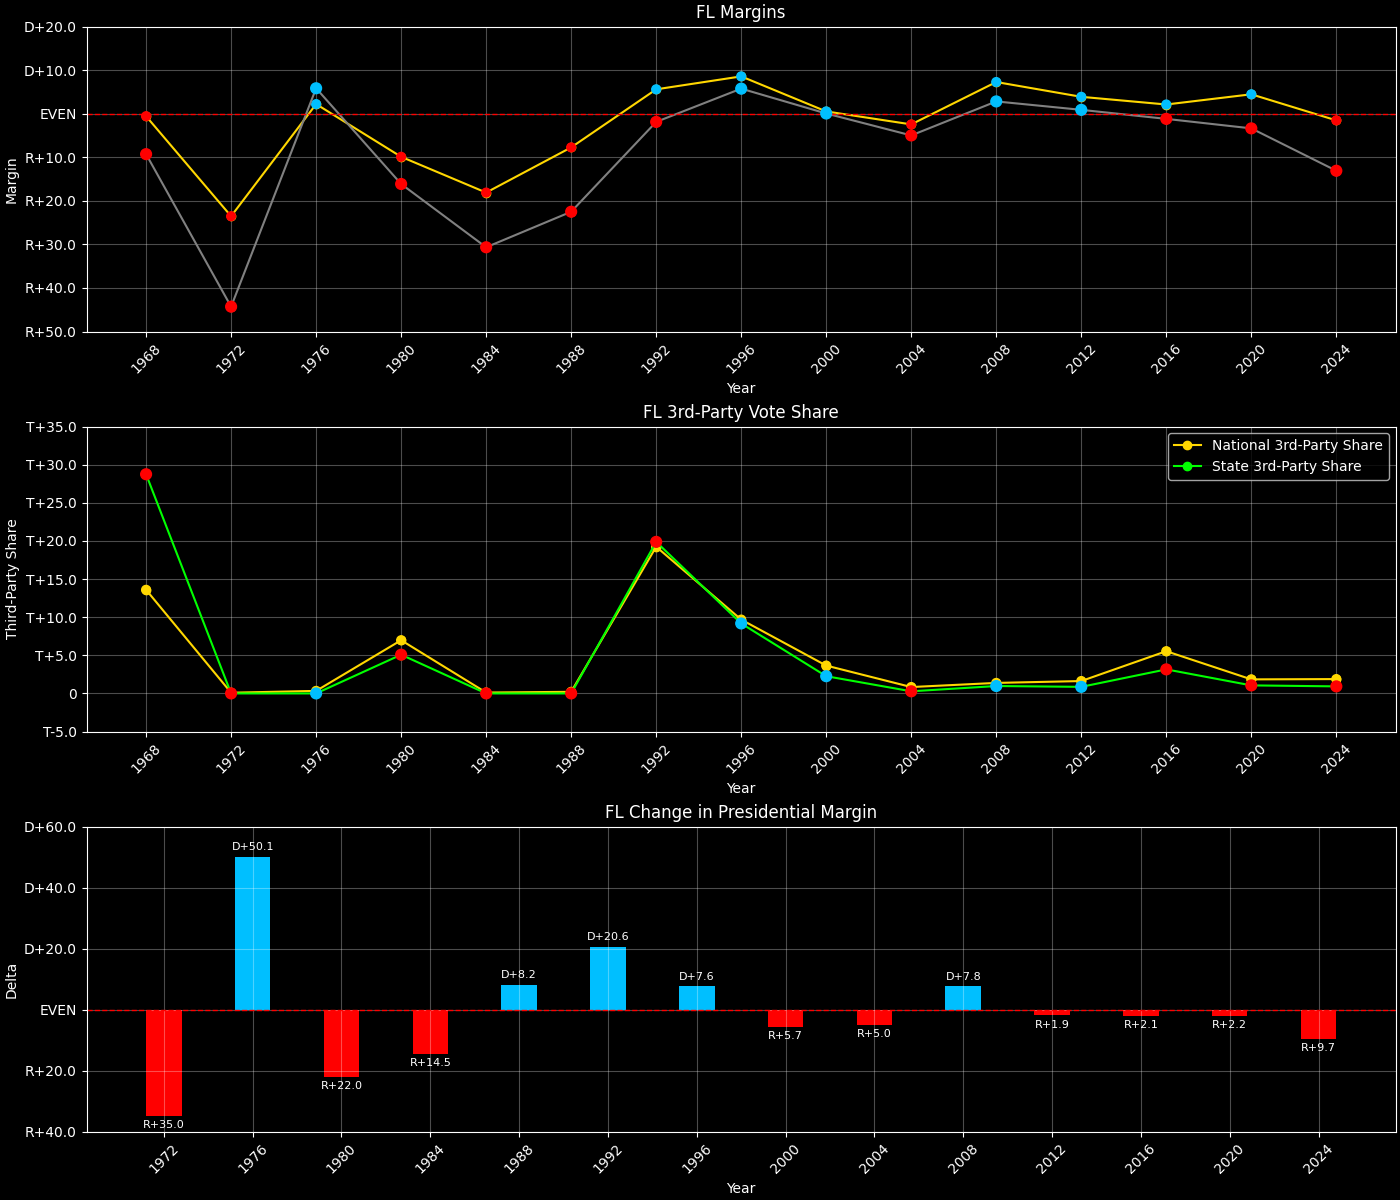 FL Margins
D+20.0
D+10.0
EVEN
R+10.0
R+20.0
R+30.0
R+40.0
R+50.0
Margin
1968 1972 1976 1980 1984 1988 1992 1996 2000 2004 2008 2012 2016 2020 2024
Year
FL 3rd-Party Vote Share
T+35.0
T+30.0
T+25.0
T+20.0
T+15.0
T+10.0
T+5.0
0
T-5.0
Third-Party Share
National 3rd-Party Share
State 3rd-Party Share
1968 1972 1976 1980 1984 1988 1992 1996 2000 2004 2008 2012 2016 2020 2024
Year
FL Change in Presidential Margin
D+60.0
D+40.0
D+20.0
EVEN
R+20.0
R+40.0
Delta
R+35.0
D+50.1
R+22.0
R+14.5
D+8.2
D+20.6
D+7.6
R+5.7
R+5.0
D+7.8
R+1.9
R+2.1
R+2.2
R+9.7
1972 1976 1980 1984 1988 1992 1996 2000 2004 2008 2012 2016 2020 2024
Year